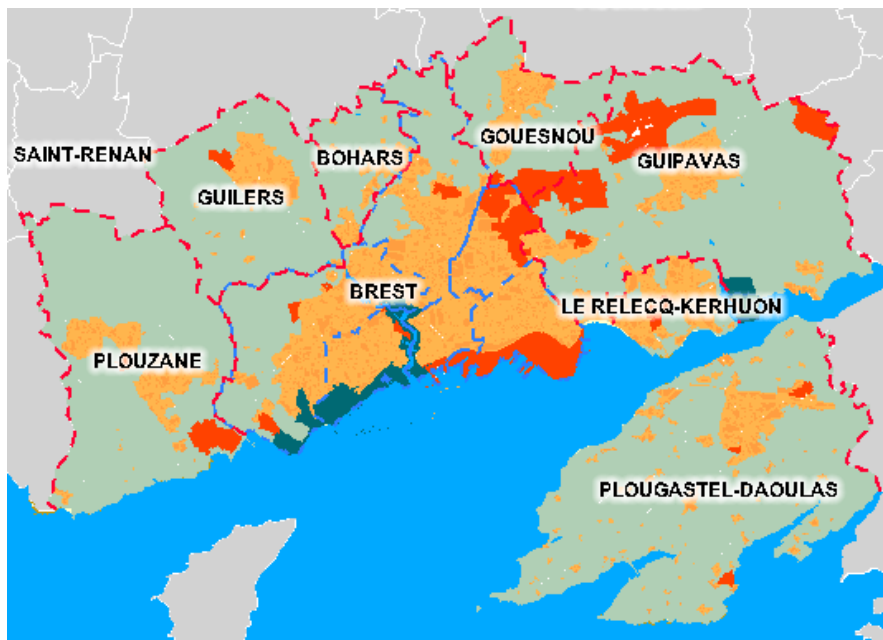 GOUESNOU
SAINT-RENAN
BOHARS
GUIPAVAS
GUILERS
BREST
LE RELECQ-KERHUON
PLOUZANE
PLOUGASTEL-DAOULAS